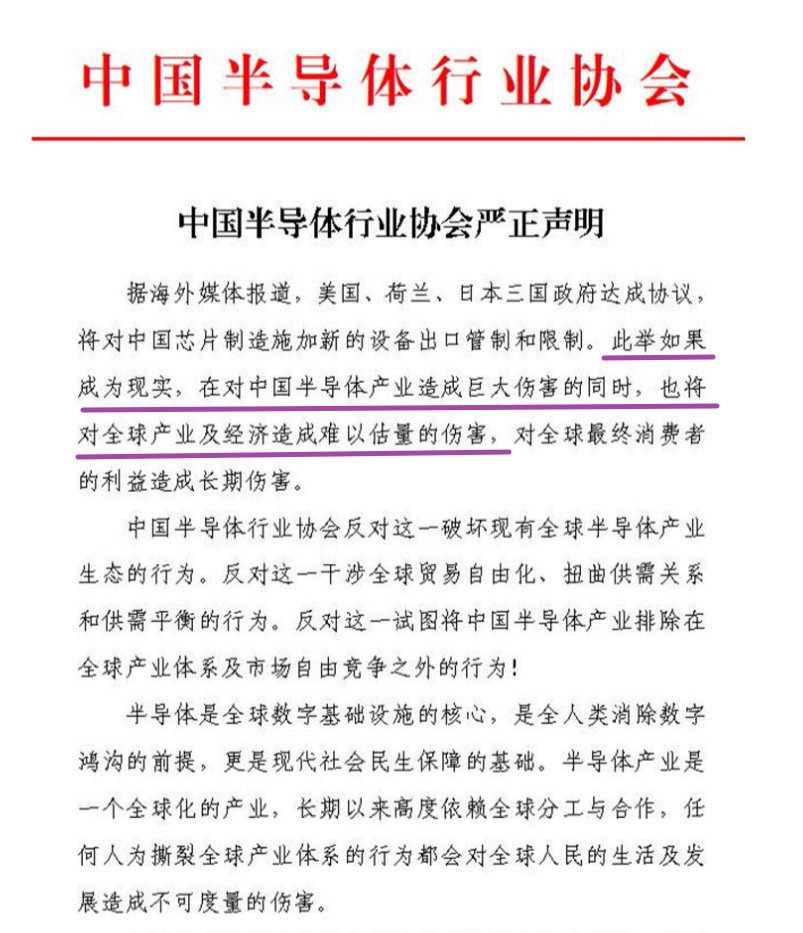 中国半导体行业协会
中国半导体行业协会严正声明
据海外媒体报道，美国、荷兰、日本三国政府达成协议，
将对中国芯片制造施加新的设备出口管制和限制。此举如果
成为现实，在对中国半导体产业造成巨大伤害的同时，也将
对全球产业及经济造成难以估量的伤害，对全球最终消费者
的利益造成长期伤害。
中国半导体行业协会反对这一破坏现有全球半导体产业
生态的行为。反对这一干涉全球贸易自由化、扭曲供需关系
和供需平衡的行为。反对这一试图将中国半导体产业排除在
全球产业体系及市场自由竞争之外的行为！
半导体是全球数字基础设施的核心，是全人类消除数字
鸿沟的前提，更是现代社会民生保障的基础。半导体产业是
一个全球化的产业，长期以来高度依赖全球分工与合作，任
何人为撕裂全球产业体系的行为都会对全球人民的生活及发
展造成不可度量的伤害。